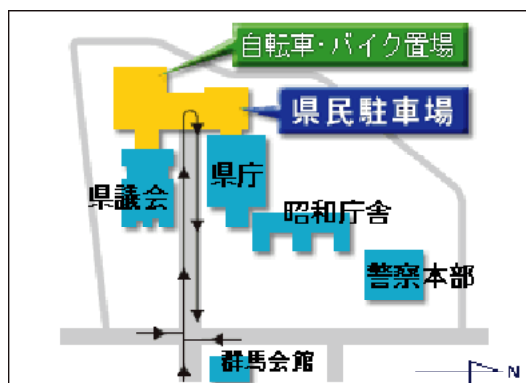 自転車・バイク置場
県民駐車場
県議会
県庁
昭和庁舎
警察本部
群馬会館
N